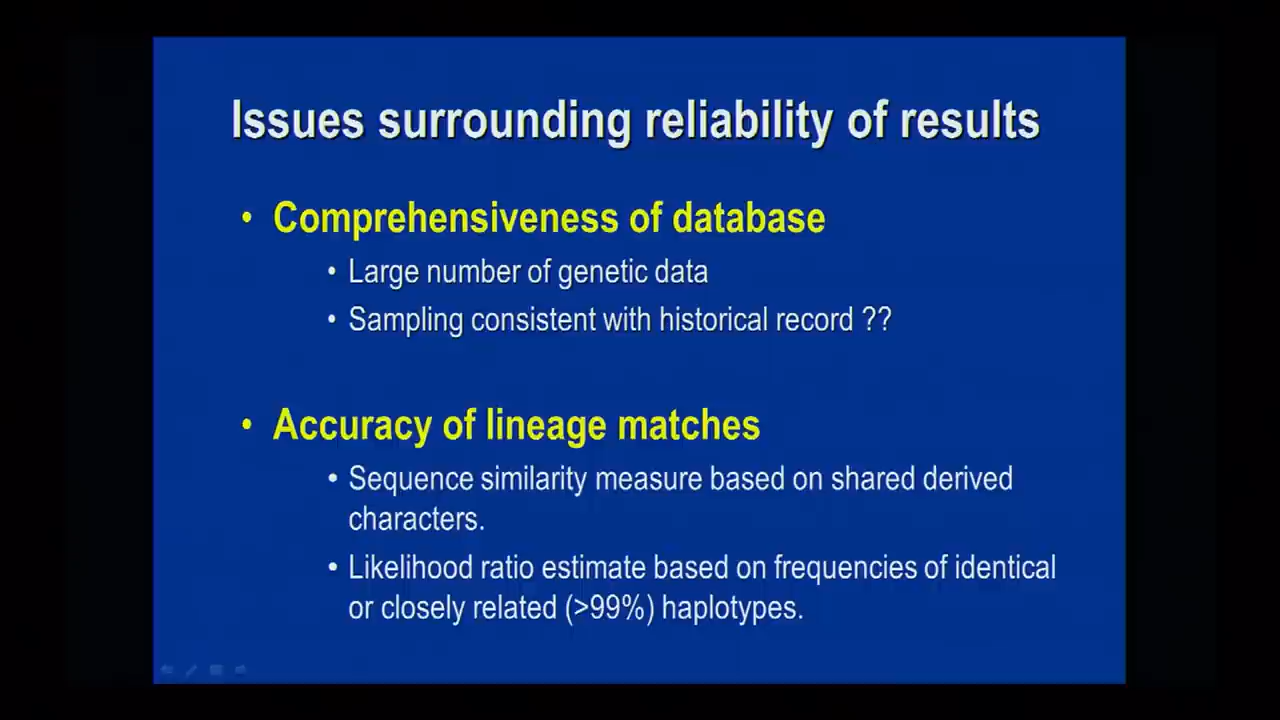 Issues surrounding reliability of results
• Comprehensiveness of database
• Large number of genetic data
• Sampling consistent with historical record ??
• Accuracy of lineage matches
• Sequence similarity measure based on shared derived
characters.
• Likelihood ratio estimate based on frequencies of identical
or closely related (>99%) haplotypes.